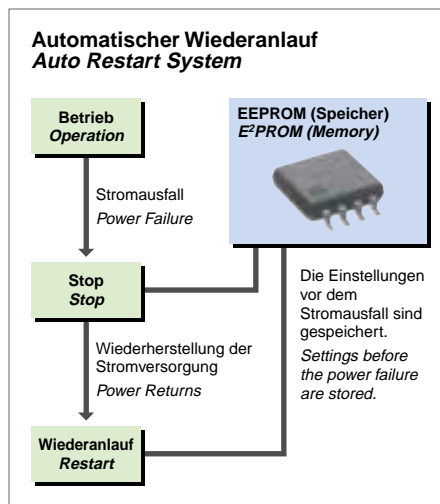 Automatischer Wiederanlauf
Auto Restart System
Betrieb
Operation
EEPROM (Speicher)
E²PROM (Memory)
Stromausfall
Power Failure
Stop
Stop
Die Einstellungen
vor dem
Stromausfall sind
gespeichert.
Settings before
the power failure
are stored.
Wiederherstellung der
Stromversorgung
Power Returns
Wiederanlauf
Restart